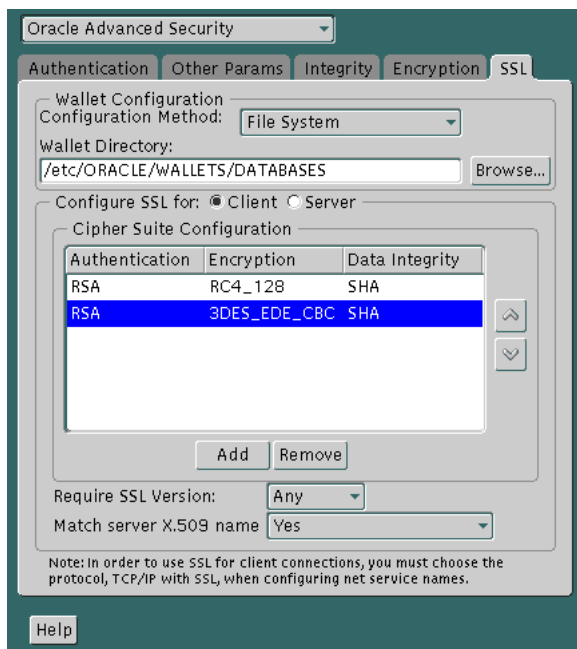 Oracle Advanced Security
Authentication Other Params Integrity Encryption SSL
Wallet Configuration
Configuration Method: File System
Wallet Directory:
/etc/ORACLE/WALLETS/DATABASES Browse...
Configure SSL for: Client Server
Cipher Suite Configuration
Authentication Encryption Data Integrity
RSA RC4_128 SHA
RSA 3DES_EDE_CBC SHA
Add Remove
Require SSL Version: Any
Match server X.509 name Yes
Note: In order to use SSL for client connections, you must choose the
protocol, TCP/IP with SSL, when configuring net service names.
Help